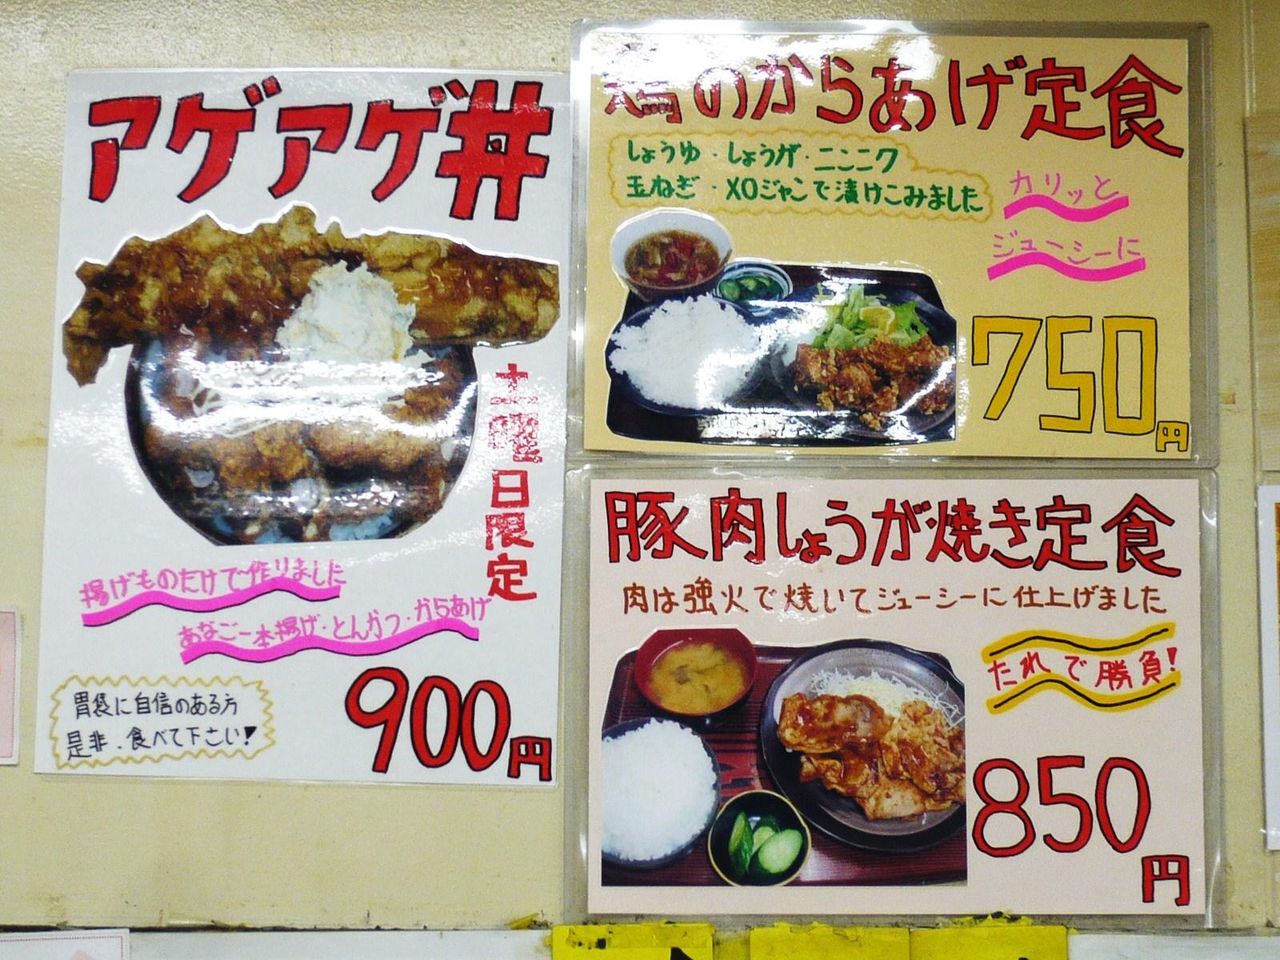 アゲアゲ丼
土曜日限定
揚げものだけで作りました
あなご一本揚げ・とんかつ・からあげ
胃袋に自信のある方
是非、食べて下さい!
900円
鶏のからあげ定食
しょうゆ・しょうが・ニンニク
玉ねぎ・XOジャンで漬けこみました
カリッと
ジューシーに
750円
豚肉しょうが焼き定食
肉は強火で焼いてジューシーに仕上げました
たれで勝負!
850円